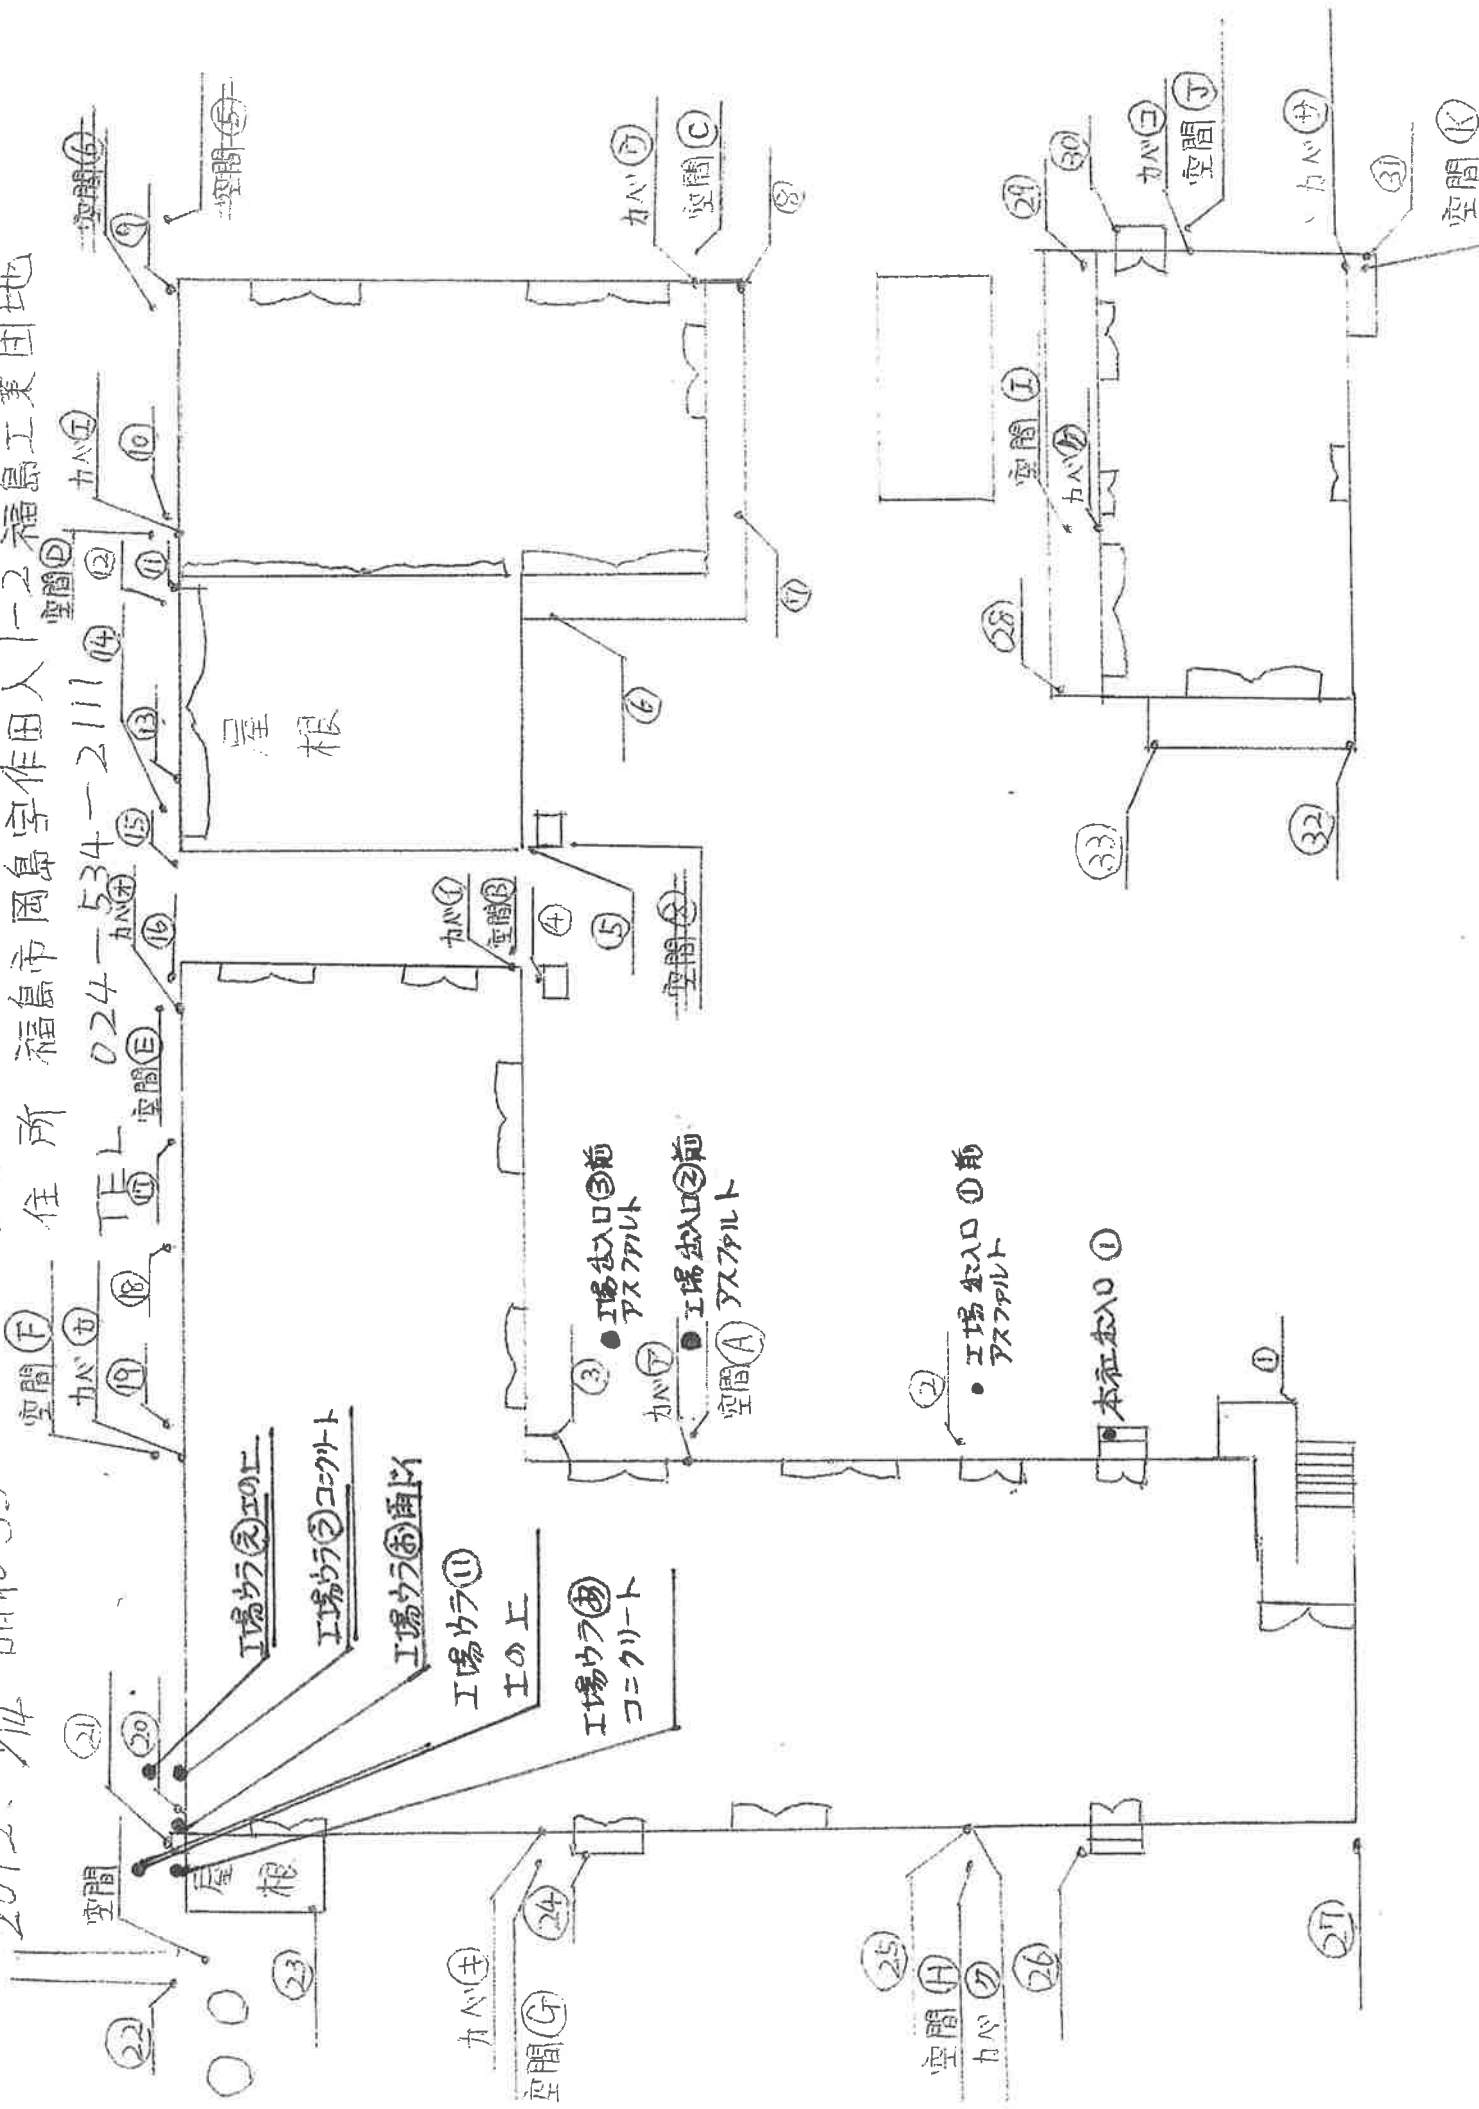 住所 福島市岡島字作田入1-2福島工業団地
TEL 024-534-2111
空間⑥
⑨
空間⑤
カベ㋓
⑩
空間Ⓓ
⑫
⑪
⑭
⑬
⑮
カベ㋔
⑯
空間Ⓔ
⑰
空間Ⓕ
カベ㋕
⑱
⑲
㉑
⑳
空間
㉒
屋根
屋根
㉓
カベ㋒
空間Ⓒ
⑧
⑦
⑥
カベ㋑
空間Ⓑ
④
⑤
工場ウラ㋽エの上
工場ウラ③コンクリート
工場ウラ㋔雨ドイ
工場ウラ⑪
土の上
工場ウラあ
コンクリート
③
●工場出入口③前
アスファルト
カベ㋐
●工場出入口②前
アスファルト
空間Ⓐ
②
●工場出入口①前
アスファルト
●本社出入口①
①
カベ㋖
空間Ⓖ
㉔
㉕
空間Ⓗ
カベ㋗
㉖
㉗
空間Ⓘ
カベ㋘
㉘
㉙
㉚
カベ㋙
空間Ⓙ
カベ㋚
㉛
空間Ⓚ
㉝
㉜